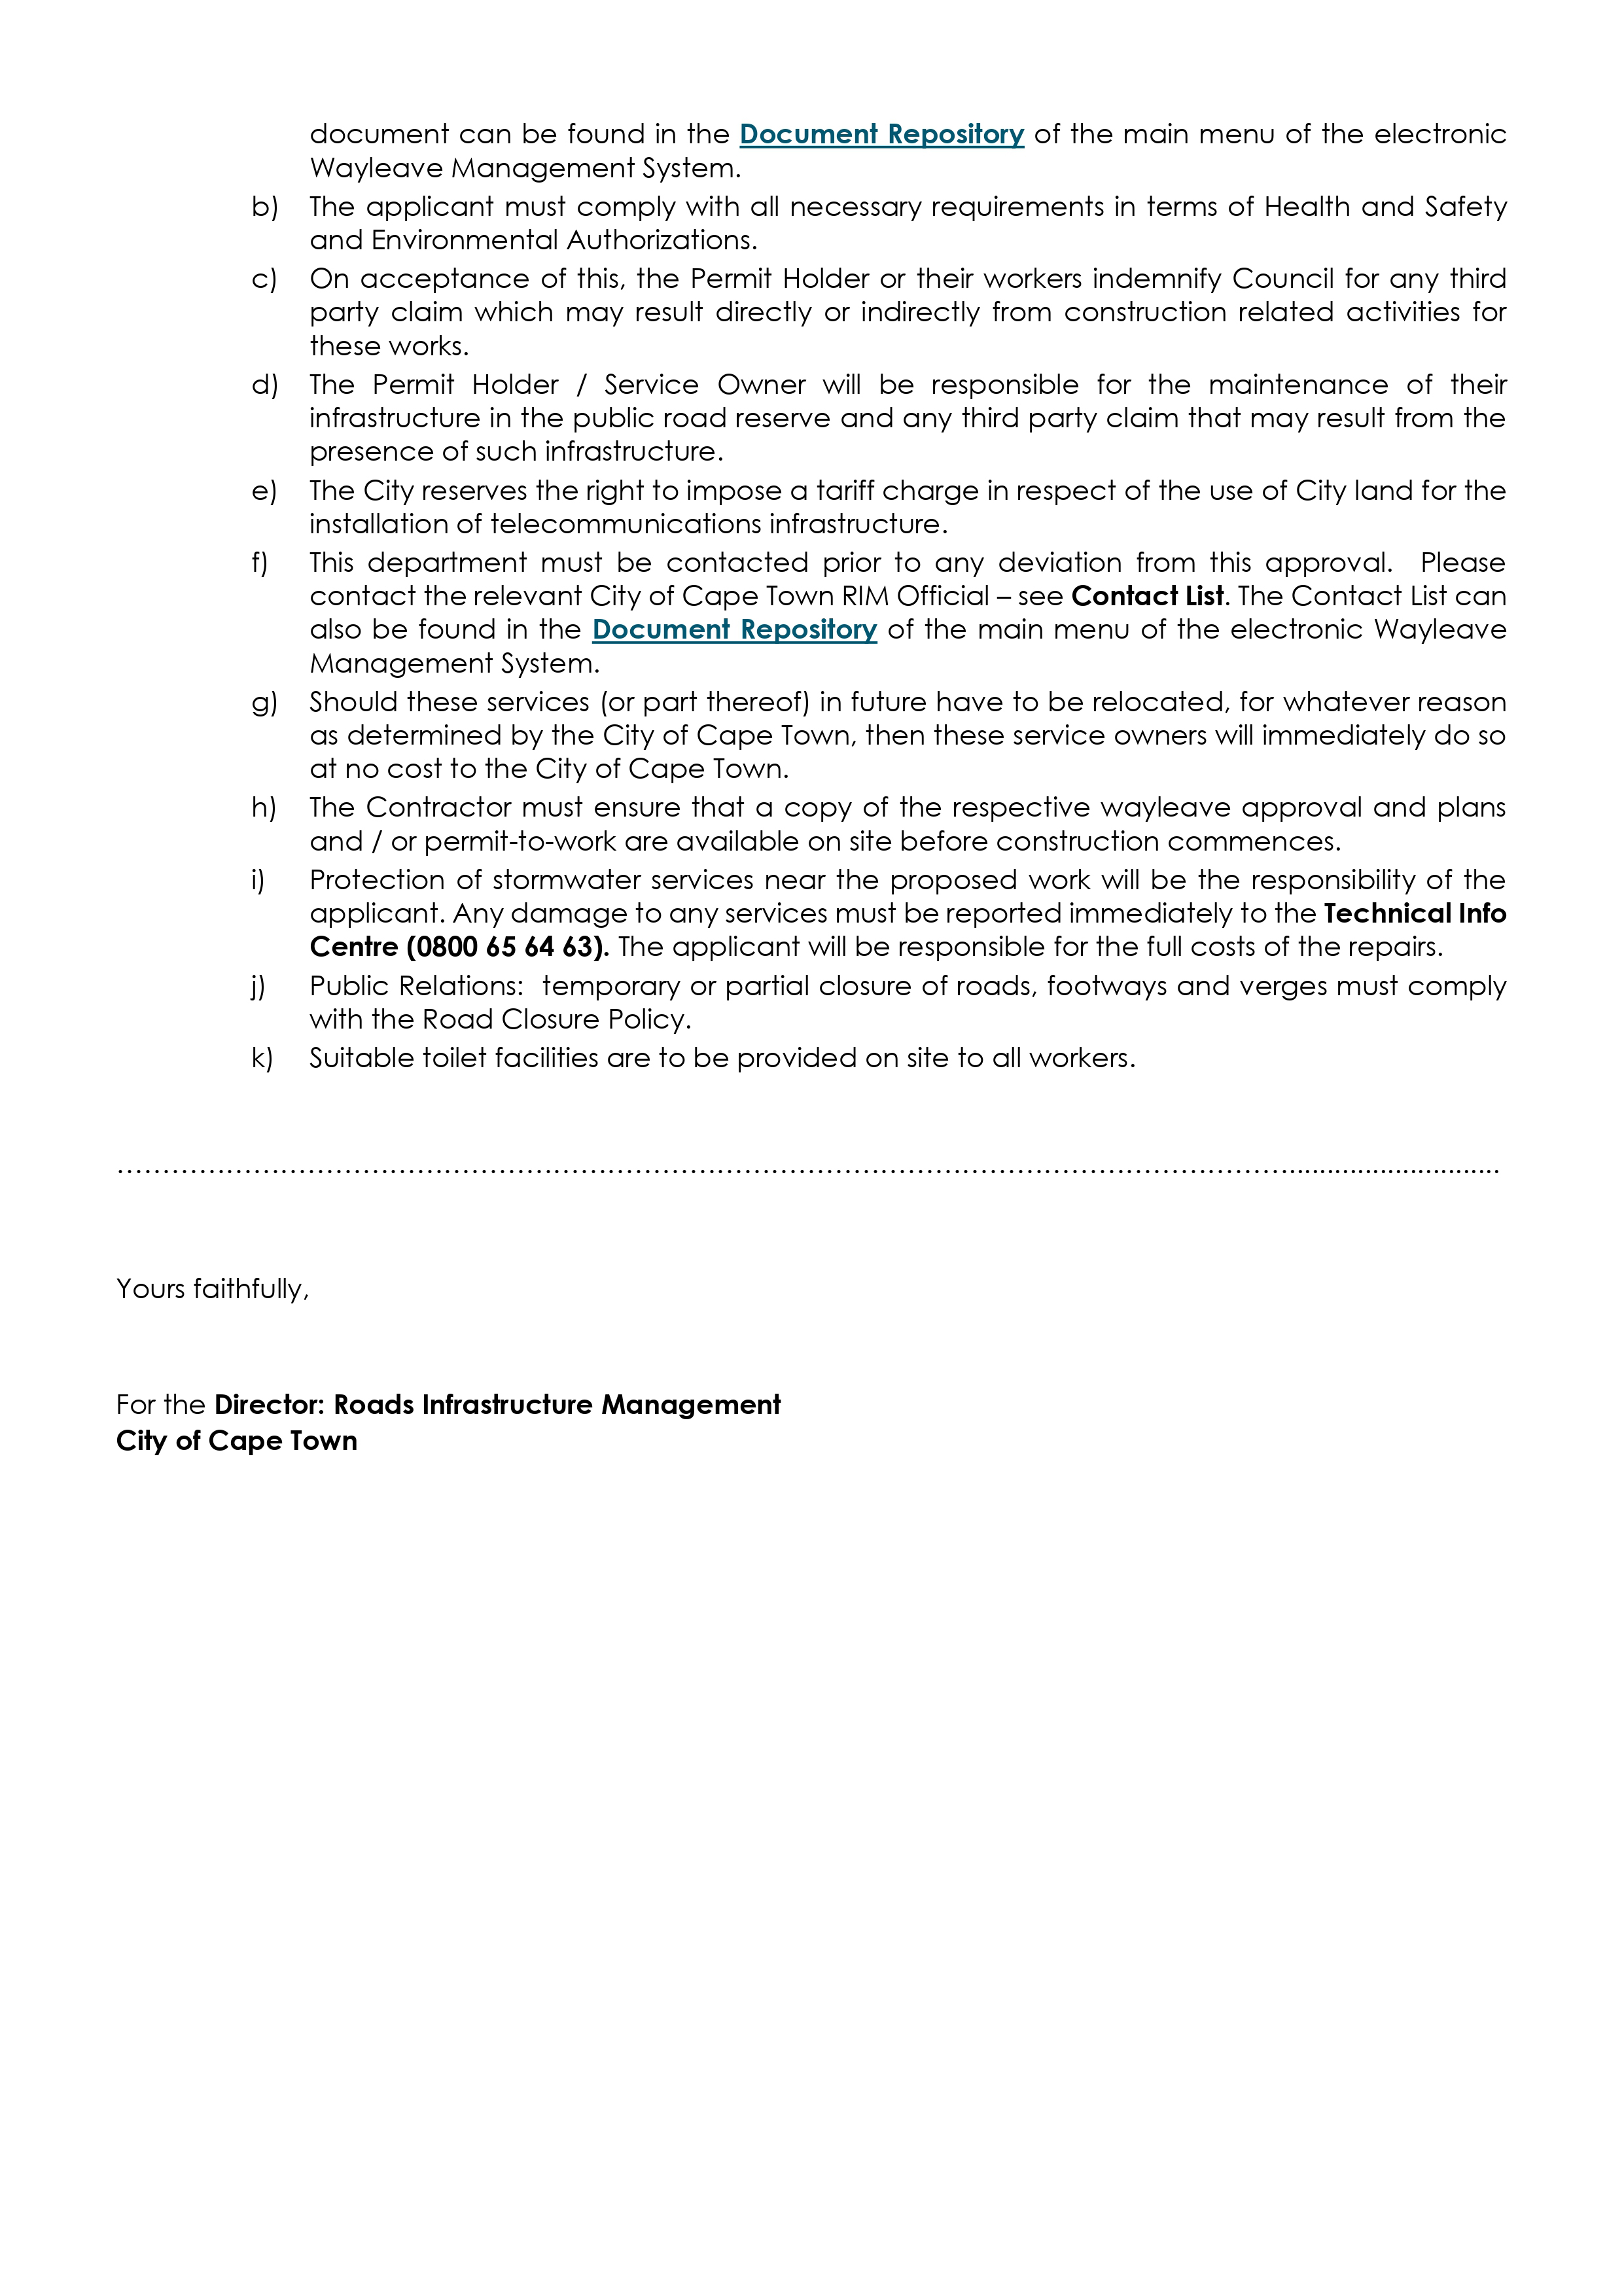 document can be found in the Document Repository of the main menu of the electronic
Wayleave Management System.
b) The applicant must comply with all necessary requirements in terms of Health and Safety
and Environmental Authorizations.
c) On acceptance of this, the Permit Holder or their workers indemnify Council for any third
party claim which may result directly or indirectly from construction related activities for
these works.
d) The Permit Holder / Service Owner will be responsible for the maintenance of their
infrastructure in the public road reserve and any third party claim that may result from the
presence of such infrastructure.
e) The City reserves the right to impose a tariff charge in respect of the use of City land for the
installation of telecommunications infrastructure.
f) This department must be contacted prior to any deviation from this approval.  Please
contact the relevant City of Cape Town RIM Official – see Contact List. The Contact List can
also be found in the Document Repository of the main menu of the electronic Wayleave
Management System.
g) Should these services (or part thereof) in future have to be relocated, for whatever reason
as determined by the City of Cape Town, then these service owners will immediately do so
at no cost to the City of Cape Town.
h) The Contractor must ensure that a copy of the respective wayleave approval and plans
and / or permit-to-work are available on site before construction commences.
i) Protection of stormwater services near the proposed work will be the responsibility of the
applicant. Any damage to any services must be reported immediately to the Technical Info
Centre (0800 65 64 63). The applicant will be responsible for the full costs of the repairs.
j) Public Relations:  temporary or partial closure of roads, footways and verges must comply
with the Road Closure Policy.
k) Suitable toilet facilities are to be provided on site to all workers.
…………………………………………………………………………………………………………………............................
Yours faithfully,
For the Director: Roads Infrastructure Management
City of Cape Town